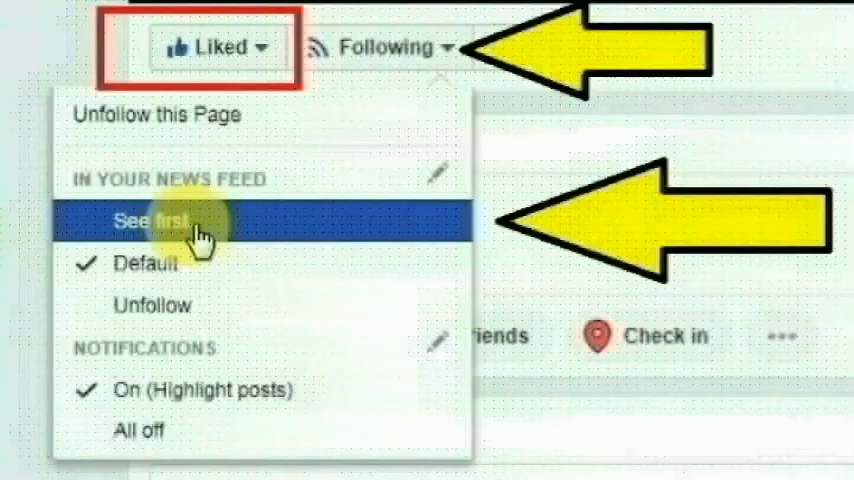 Liked Following
Unfollow this Page
IN YOUR NEWS FEED
See first
Default
Unfollow
riends Check in
NOTIFICATIONS
On (Highlight posts)
All off